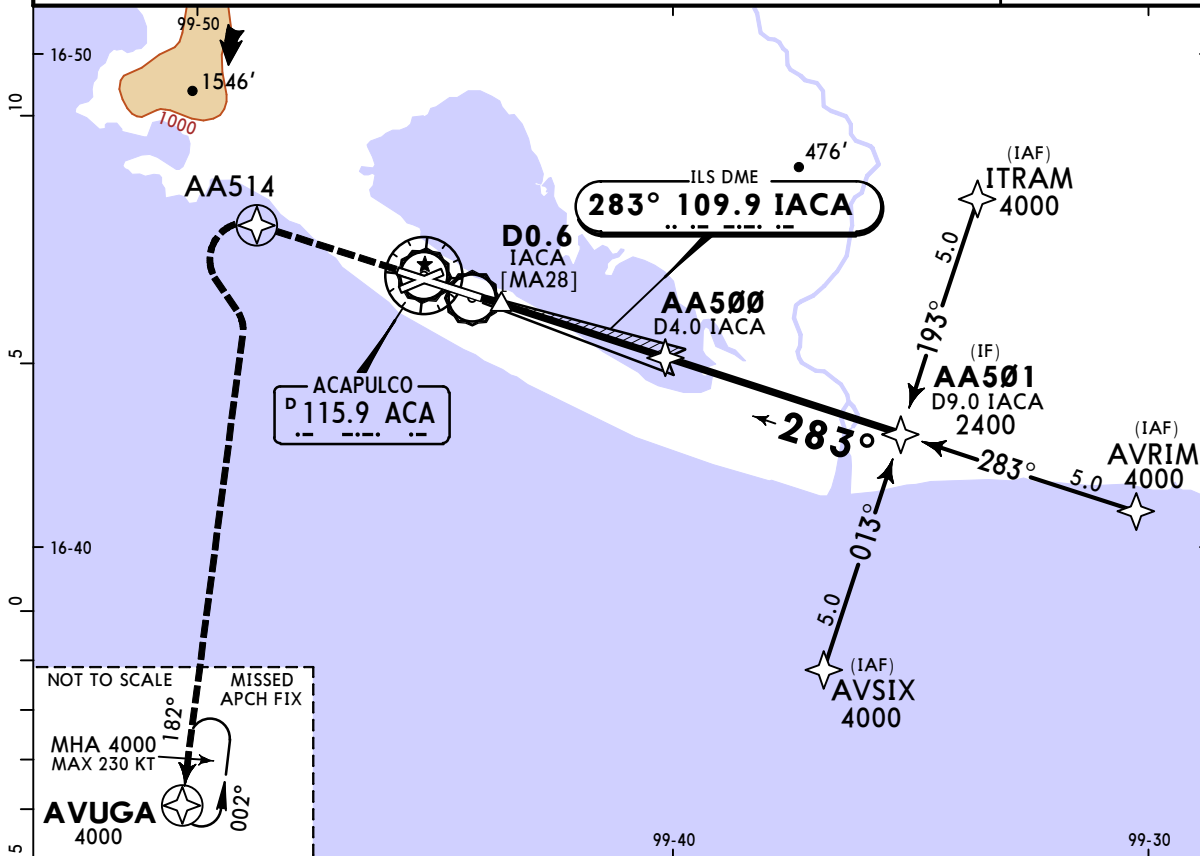 99-50
16-50
1546'
1000
10
AA514
476'
ILS DME
283° 109.9 IACA
(IAF)
ITRAM
4000
D0.6
IACA
[MA28]
5.0
193°
AA5ØØ
D4.0 IACA
5
(IF)
AA5Ø1
D9.0 IACA
2400
ACAPULCO
D 115.9 ACA
283°
(IAF)
AVRIM
4000
283°
5.0
16-40
013°
5.0
0
(IAF)
AVSIX
4000
NOT TO SCALE
MISSED
APCH FIX
182°
MHA 4000
MAX 230 KT
002°
AVUGA
4000
5
99-40
99-30